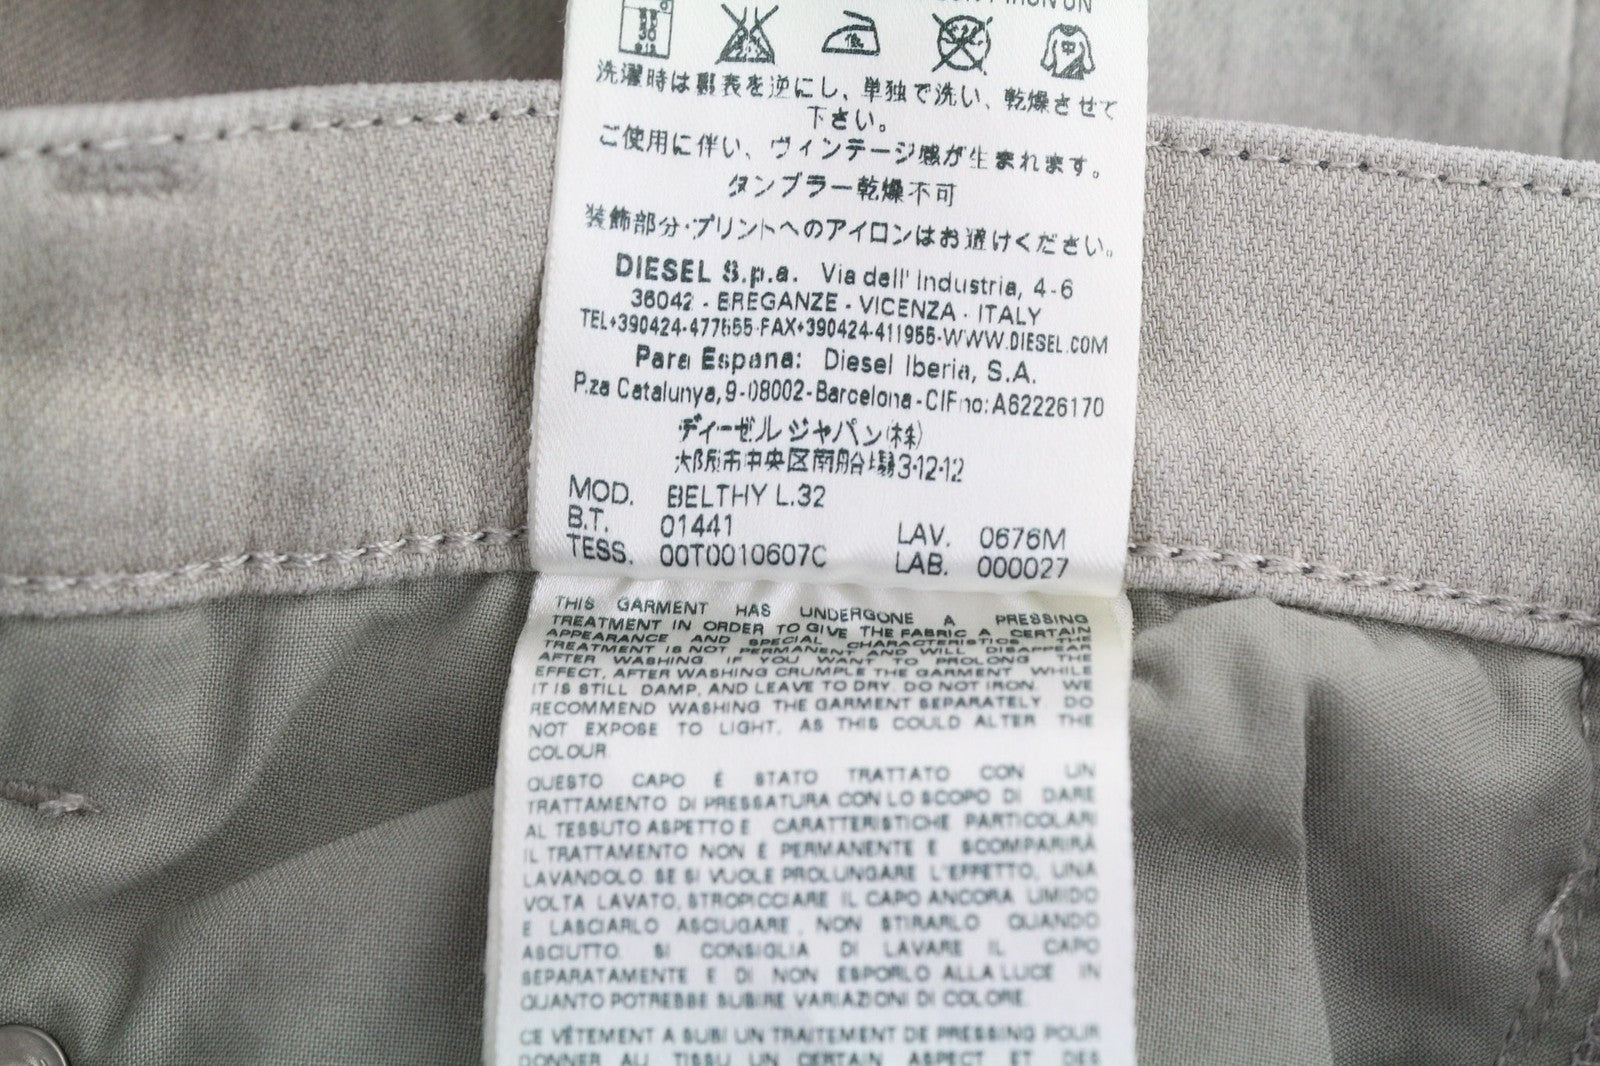 洗濯時は裏表を逆にし、単独で洗い、乾燥させて
下さい。
ご使用に伴い、ヴィンテージ感が生まれます。
タンブラー乾燥不可
装飾部分・プリントへのアイロンはお避けください。
DIESEL S.p.a. Via dell' Industria, 4-6
36042 - BREGANZE - VICENZA - ITALY
TEL+390424-477555-FAX+390424-411955-WWW.DIESEL.COM
Para Espana: Diesel Iberia, S.A.
P.za Catalunya, 9-08002-Barcelona-CIF no: A62226170
ディーゼル ジャパン(株)
大阪府市中央区南船場3-12-12
MOD. BELTHY L.32
B.T. 01441 LAV. 0676M
TESS. 00T0010607C LAB. 000027
THIS GARMENT HAS UNDERGONE A PRESSING
TREATMENT IN ORDER TO GIVE THE FABRIC A CERTAIN
APPEARANCE AND SPECIAL CHARACTERISTICS. THE
TREATMENT IS NOT PERMANENT AND WILL DISAPPEAR
AFTER WASHING. IF YOU WANT TO PROLONG THE
EFFECT, AFTER WASHING CRUMPLE THE GARMENT WHILE
IT IS STILL DAMP, AND LEAVE TO DRY. DO NOT IRON. WE
RECOMMEND WASHING THE GARMENT SEPARATELY. DO
NOT EXPOSE TO LIGHT, AS THIS COULD ALTER THE
COLOUR.
QUESTO CAPO È STATO TRATTATO CON UN
TRATTAMENTO DI PRESSATURA CON LO SCOPO DI DARE
AL TESSUTO ASPETTO E CARATTERISTICHE PARTICOLARI
IL TRATTAMENTO NON È PERMANENTE E SCOMPARIRÀ
LAVANDOLO. SE SI VUOLE PROLUNGARE L'EFFETTO, UNA
VOLTA LAVATO, STROPICCIARE IL CAPO ANCORA UMIDO
E LASCIARLO ASCIUGARE, NON STIRARLO QUANDO
ASCIUTTO. SI CONSIGLIA DI LAVARE IL CAPO
SEPARATAMENTE E DI NON ESPORLO ALLA LUCE IN
QUANTO POTREBBE SUBIRE VARIAZIONI DI COLORE.
CE VÊTEMENT A SUBI UN TRAITEMENT DE PRESSING POUR
DONNER AU TISSU UN CERTAIN ASPECT ET DES